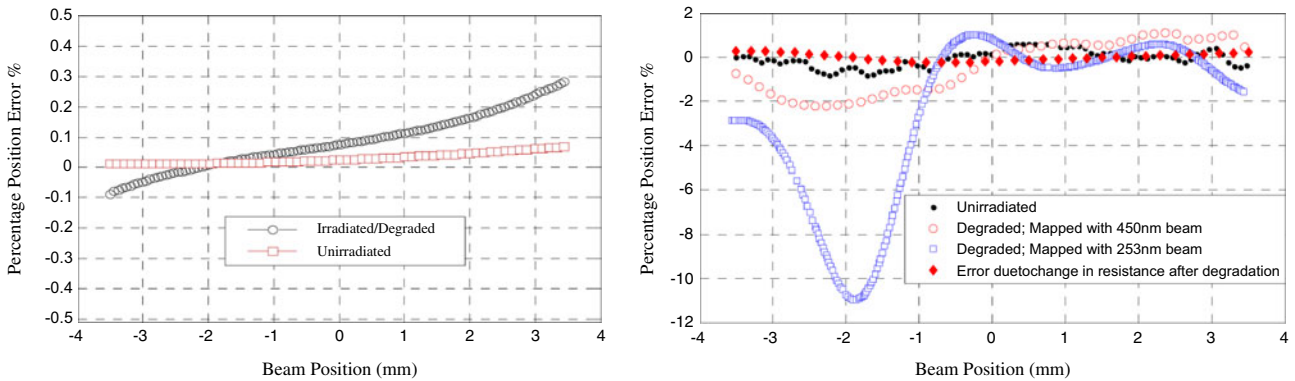 Percentage Position Error %
0.5
0.4
0.3
0.2
0.1
0
-0.1
-0.2
-0.3
-0.4
-0.5
-4 -3 -2 -1 0 1 2 3 4
Beam Position (mm)
Irradiated/Degraded
Unirradiated
Percentage Position Error %
2
0
-2
-4
-6
-8
-10
-12
-4 -3 -2 -1 0 1 2 3 4
Beam Position (mm)
Unirradiated
Degraded; Mapped with 450nm beam
Degraded; Mapped with 253nm beam
Error duetochange in resistance after degradation